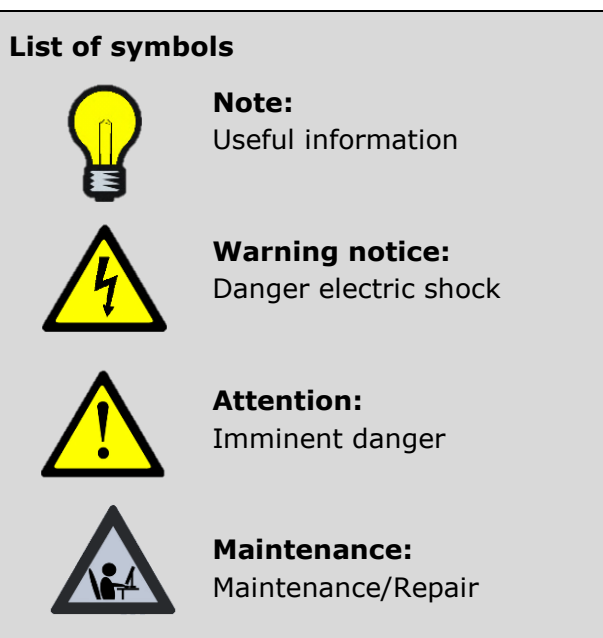 List of symbols
Note:
Useful information
Warning notice:
Danger electric shock
Attention:
Imminent danger
Maintenance:
Maintenance/Repair